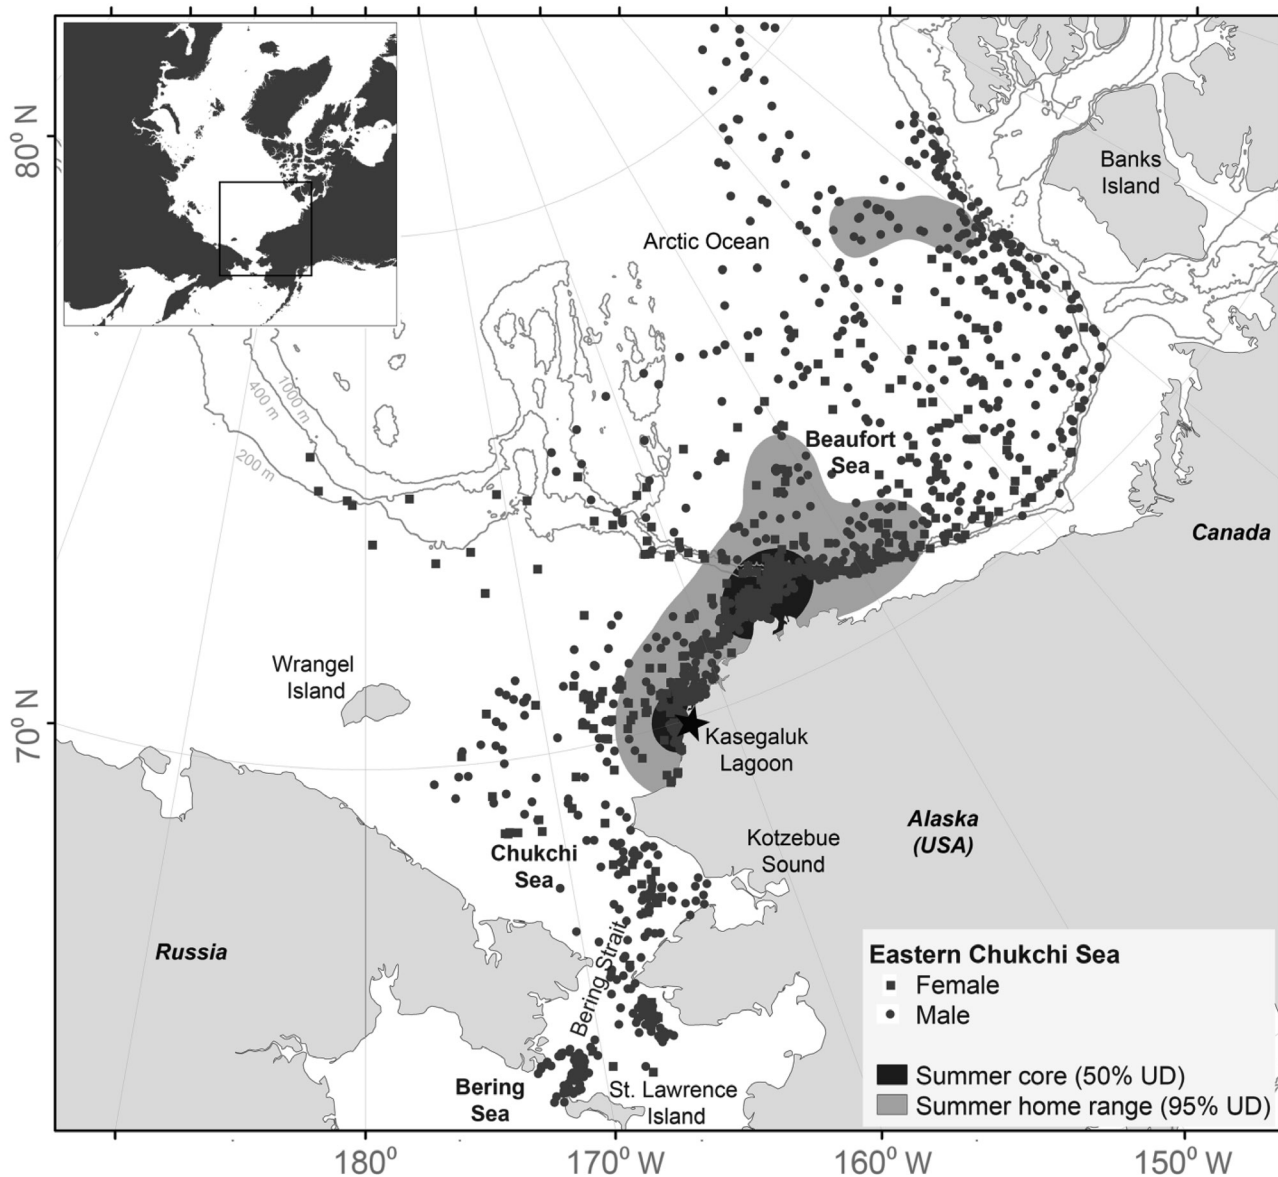 80° N
70° N
Banks
Island
Arctic Ocean
1000 m
400 m
200 m
Beaufort
Sea
Canada
Wrangel
Island
Kasegaluk
Lagoon
Alaska
(USA)
Kotzebue
Sound
Chukchi
Sea
Russia
Bering Strait
Bering
Sea
St. Lawrence
Island
Eastern Chukchi Sea
Female
Male
Summer core (50% UD)
Summer home range (95% UD)
180°
170° W
160° W
150° W